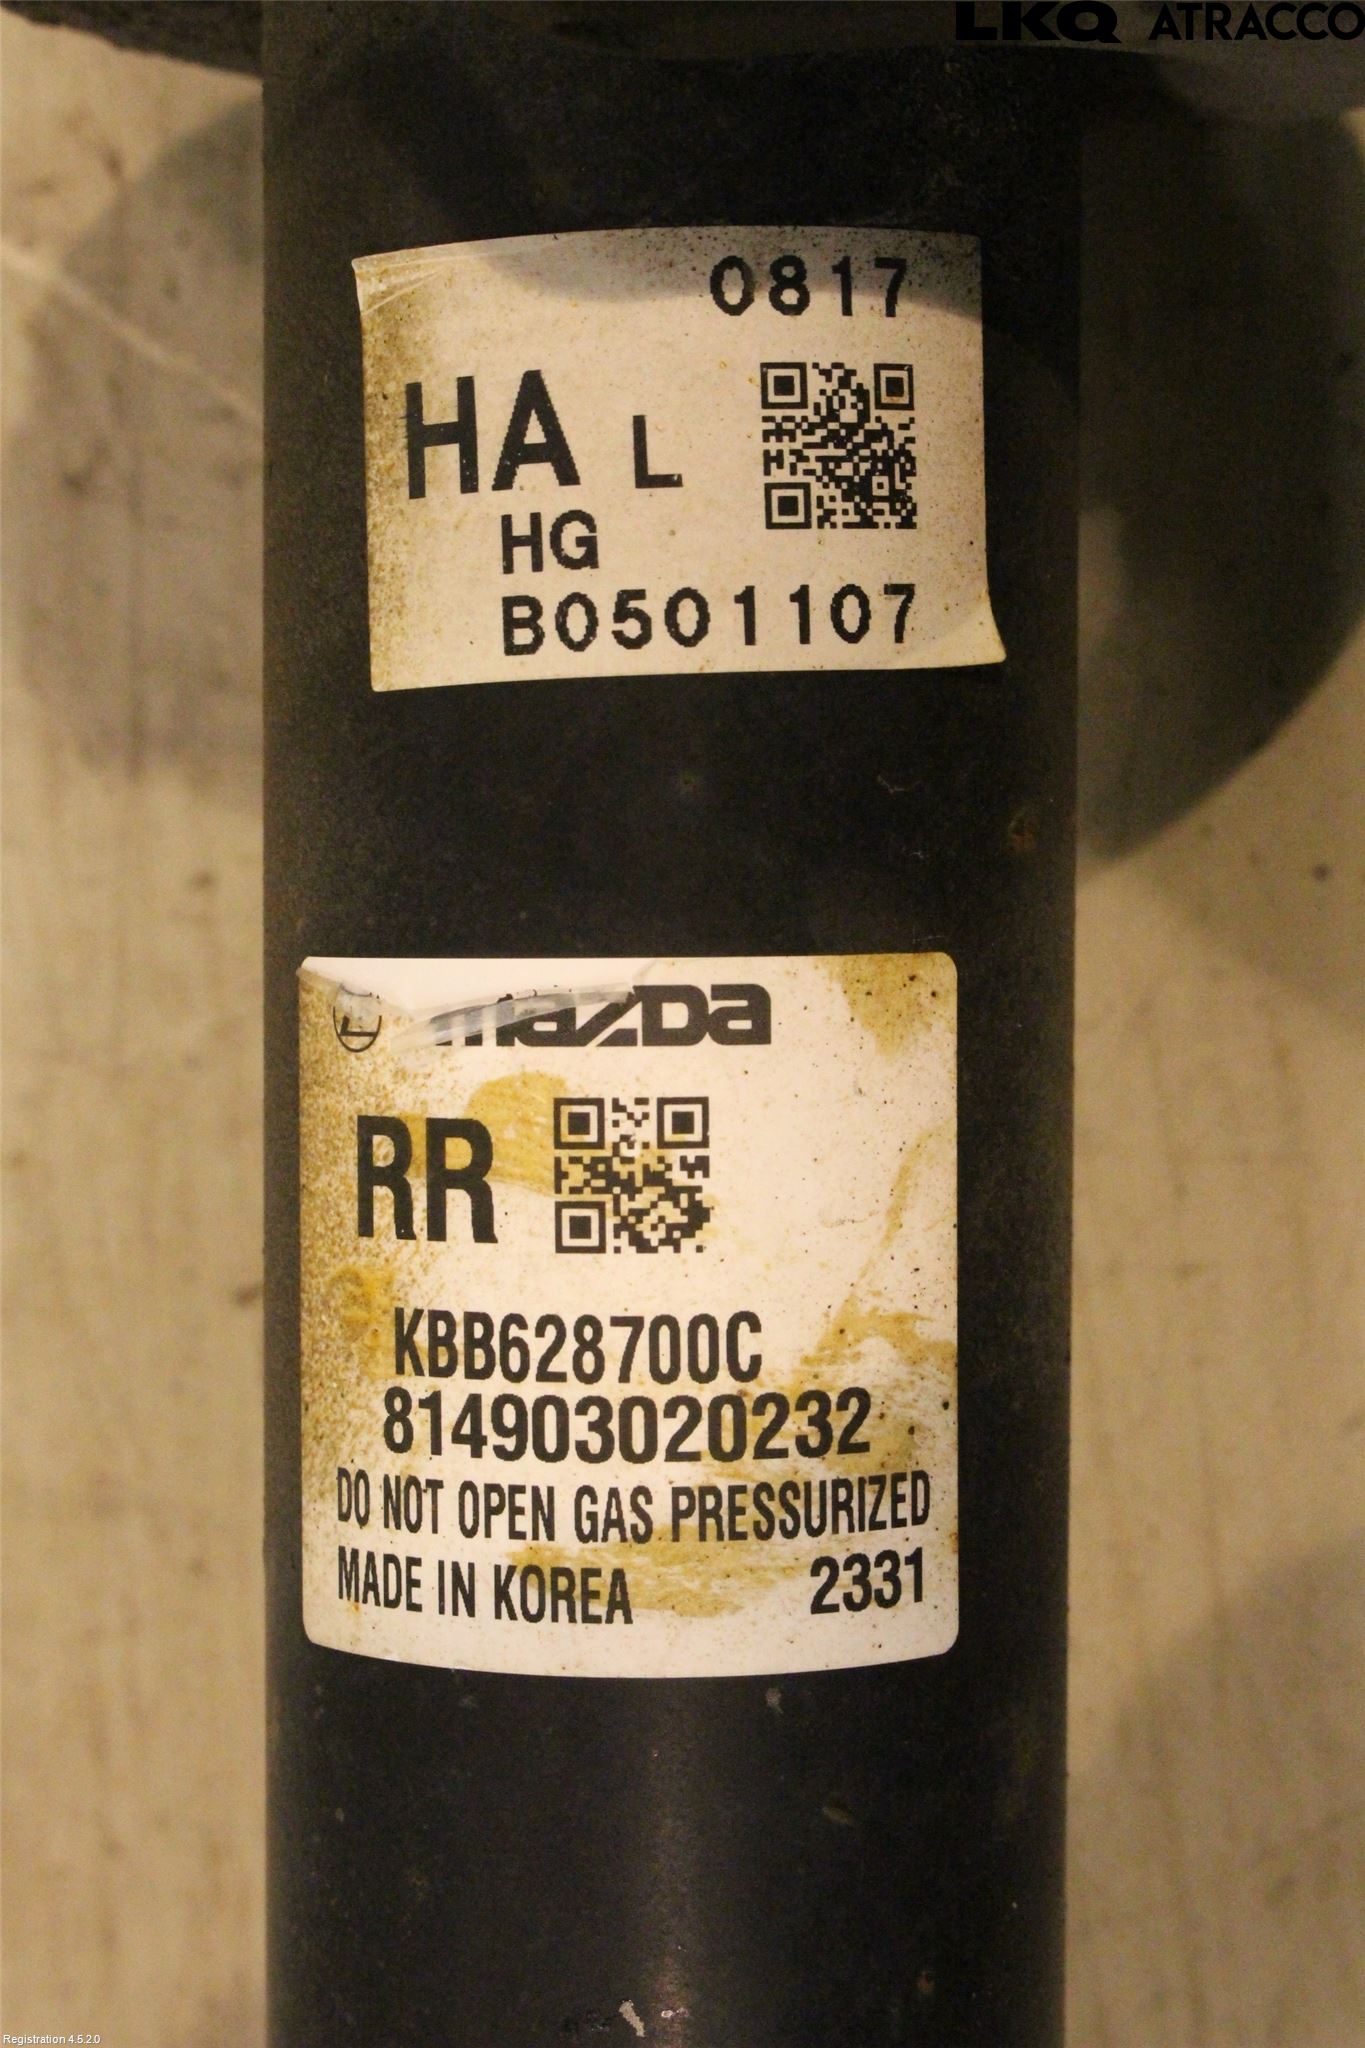 LKQ ATRACCO
0817
HA L
HG
B0501107
mazDa
RR
KBB628700C
814903020232
DO NOT OPEN GAS PRESSURIZED
MADE IN KOREA 2331
Registration 4.5.2.0